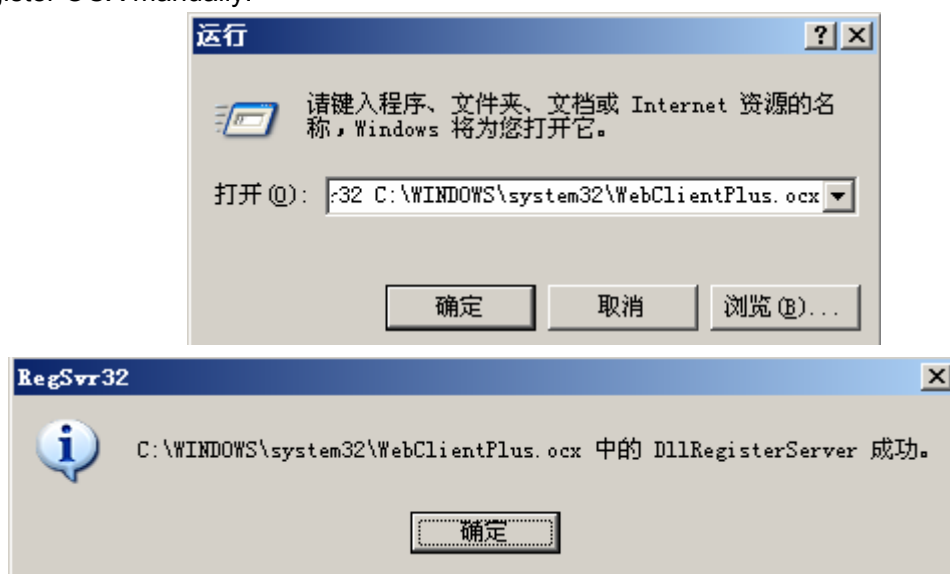 manually.
运行
请键入程序、文件夹、文档或 Internet 资源的名
称，Windows 将为您打开它。
打开(O): r32 C:\WINDOWS\system32\WebClientPlus.ocx
确定 取消 浏览(B)...
RegSvr32
C:\WINDOWS\system32\WebClientPlus.ocx 中的 DllRegisterServer 成功。
确定